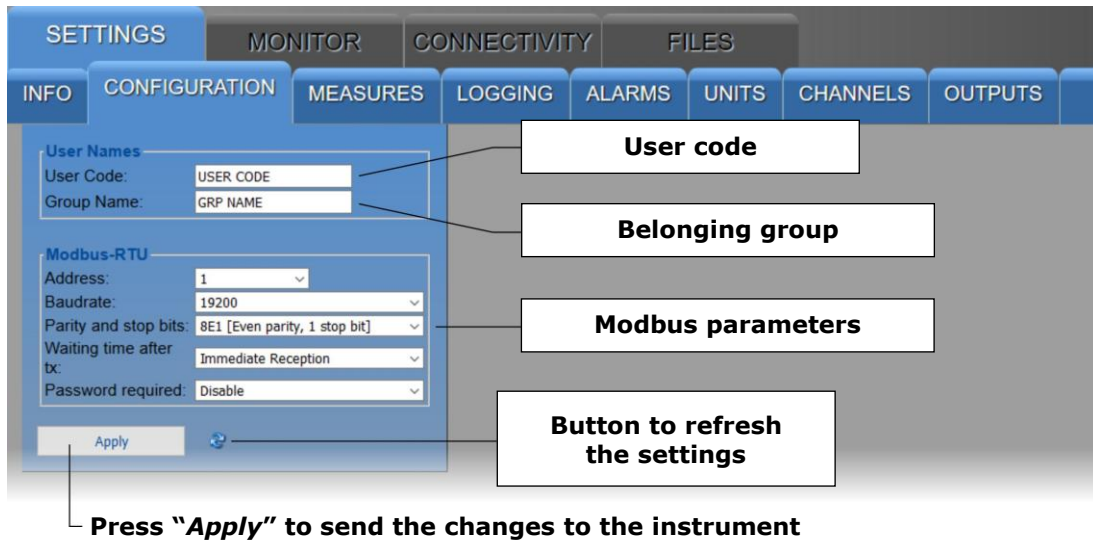 SETTINGS MONITOR CONNECTIVITY FILES
INFO CONFIGURATION MEASURES LOGGING ALARMS UNITS CHANNELS OUTPUTS
User Names
User Code: USER CODE
Group Name: GRP NAME
User code
Belonging group
Modbus-RTU
Address: 1
Baudrate: 19200
Parity and stop bits: 8E1 [Even parity, 1 stop bit]
Waiting time after
tx: Immediate Reception
Password required: Disable
Modbus parameters
Apply
Button to refresh
the settings
Press “Apply” to send the changes to the instrument